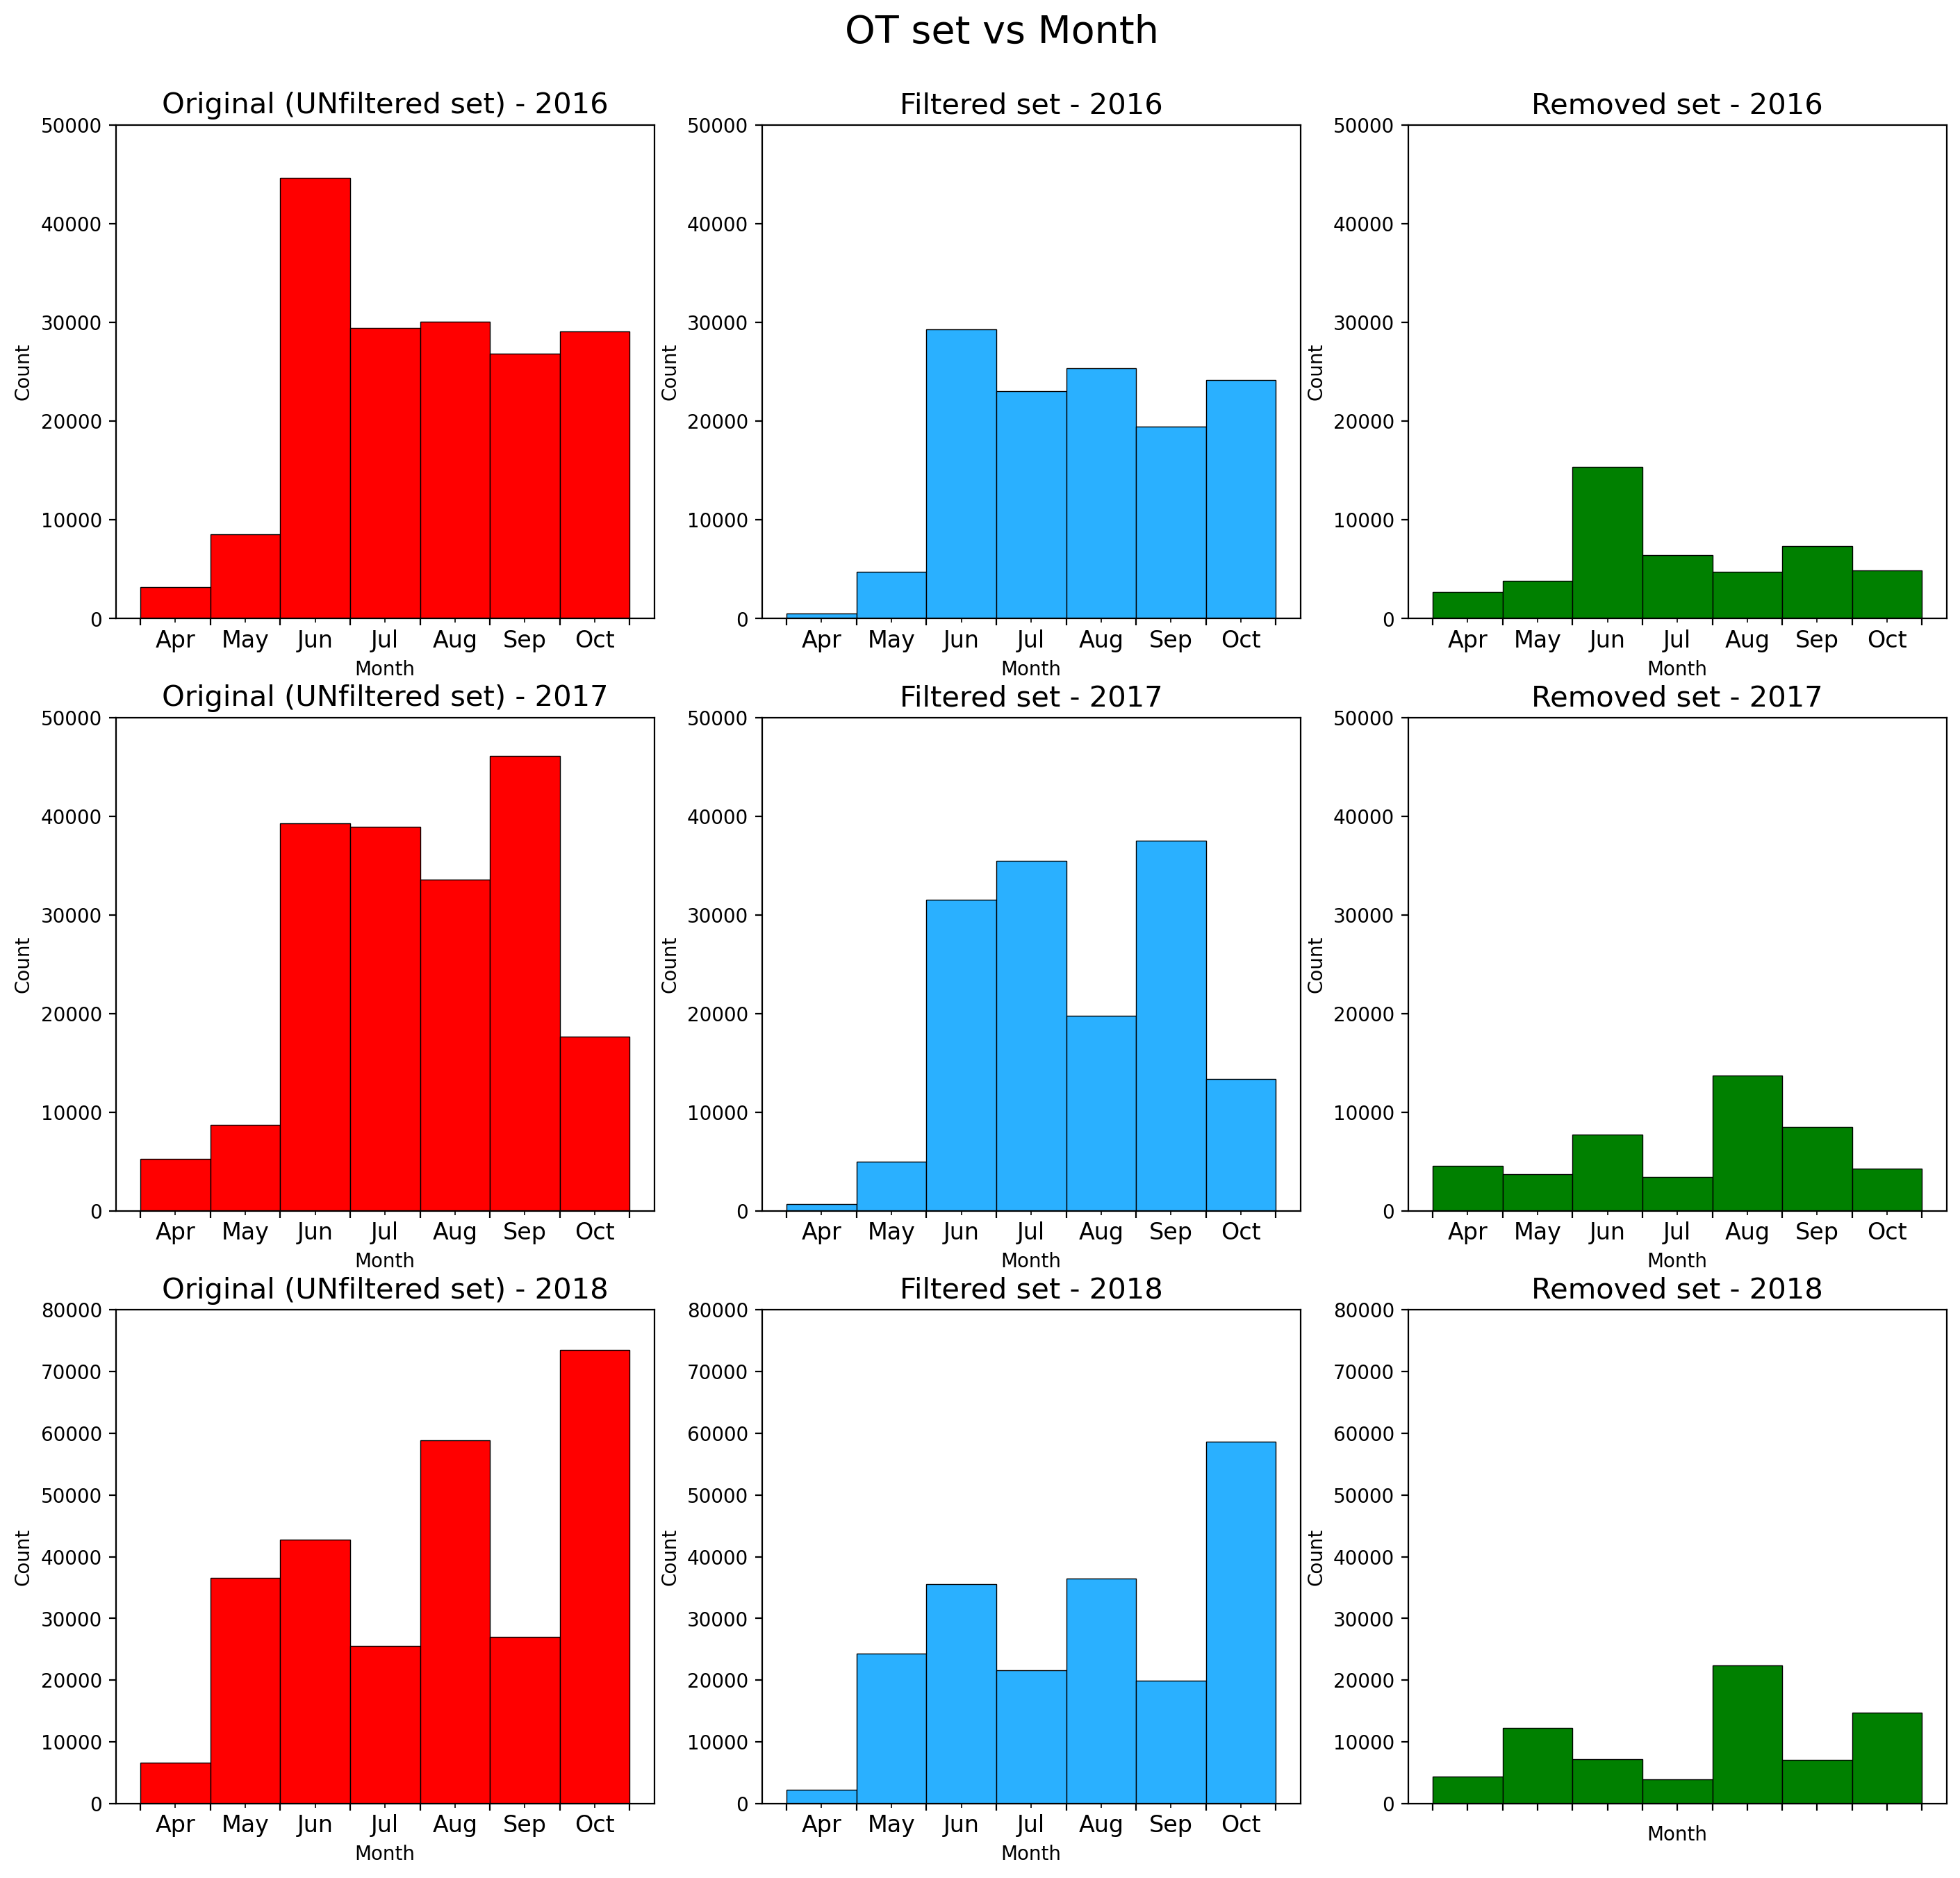 OT set vs Month
Original (UNfiltered set) - 2016
50000
40000
30000
20000
10000
0
Count
Apr May Jun Jul Aug Sep Oct
Month
Filtered set - 2016
50000
40000
30000
20000
10000
0
Count
Apr May Jun Jul Aug Sep Oct
Month
Removed set - 2016
50000
40000
30000
20000
10000
0
Count
Apr May Jun Jul Aug Sep Oct
Month
Original (UNfiltered set) - 2017
50000
40000
30000
20000
10000
0
Count
Apr May Jun Jul Aug Sep Oct
Month
Filtered set - 2017
50000
40000
30000
20000
10000
0
Count
Apr May Jun Jul Aug Sep Oct
Month
Removed set - 2017
50000
40000
30000
20000
10000
0
Count
Apr May Jun Jul Aug Sep Oct
Month
Original (UNfiltered set) - 2018
80000
70000
60000
50000
40000
30000
20000
10000
0
Count
Apr May Jun Jul Aug Sep Oct
Month
Filtered set - 2018
80000
70000
60000
50000
40000
30000
20000
10000
0
Count
Apr May Jun Jul Aug Sep Oct
Month
Removed set - 2018
80000
70000
60000
50000
40000
30000
20000
10000
0
Count
Month